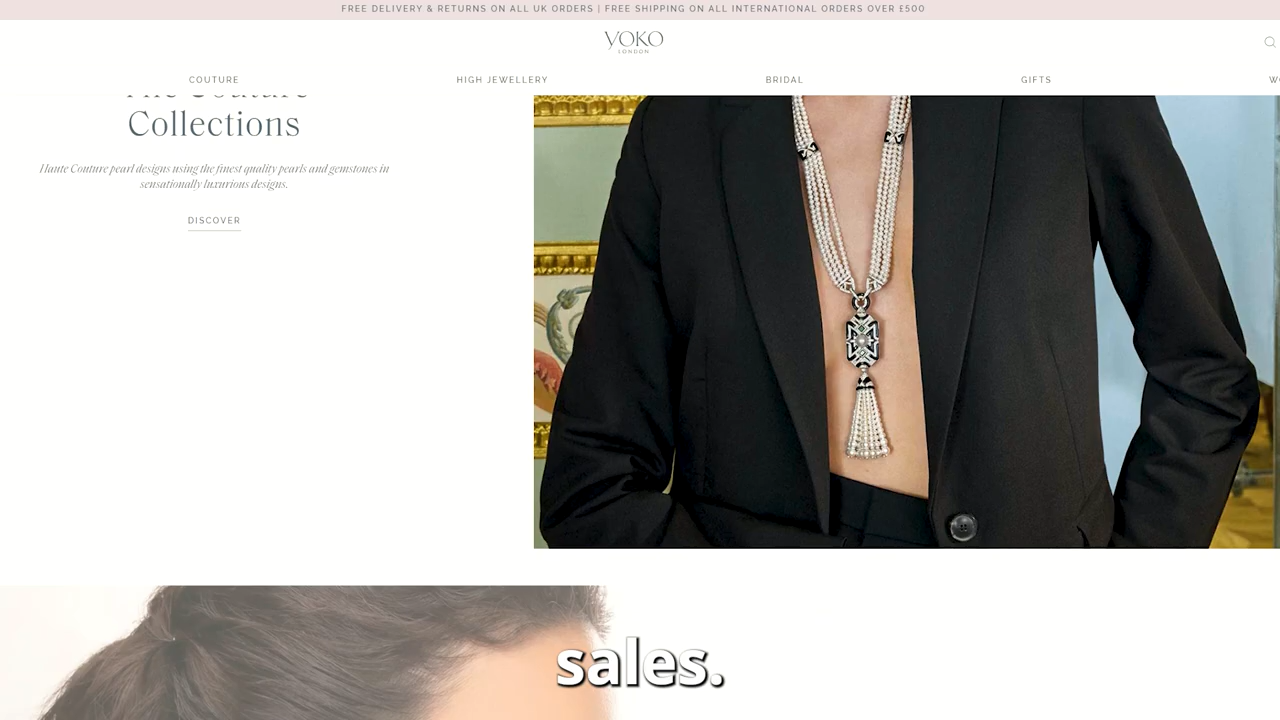 FREE DELIVERY & RETURNS ON ALL UK ORDERS | FREE SHIPPING ON ALL INTERNATIONAL ORDERS OVER £500
YOKO
LONDON
COUTURE HIGH JEWELLERY BRIDAL GIFTS
The Couture
Collections
Haute Couture pearl designs using the finest quality pearls and gemstones in
sensationally luxurious designs.
DISCOVER
sales.